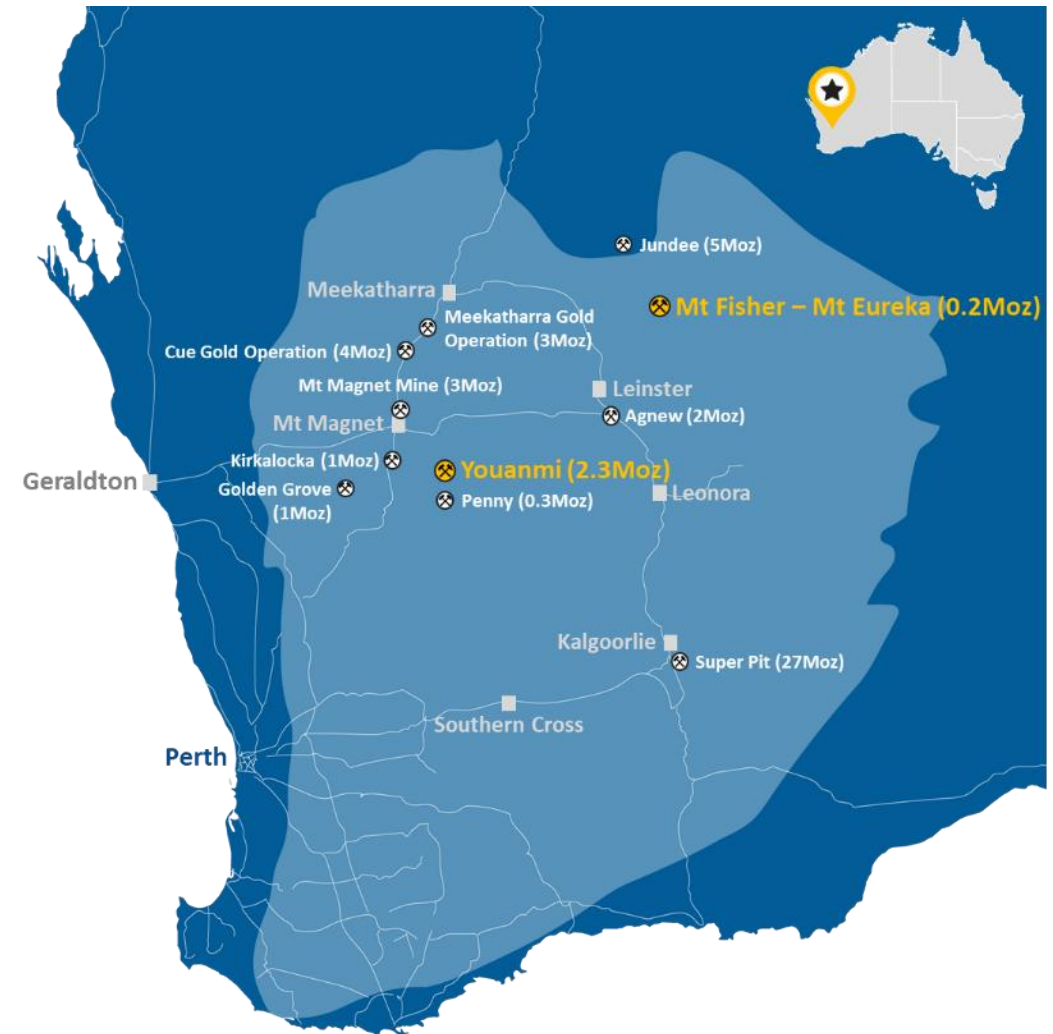 Jundee (5Moz)
Meekatharra
Mt Fisher – Mt Eureka (0.2Moz)
Meekatharra Gold
Operation (3Moz)
Cue Gold Operation (4Moz)
Mt Magnet Mine (3Moz)
Leinster
Mt Magnet
Agnew (2Moz)
Kirkalocka (1Moz)
Youanmi (2.3Moz)
Geraldton
Golden Grove
(1Moz)
Penny (0.3Moz)
Leonora
Kalgoorlie
Super Pit (27Moz)
Southern Cross
Perth